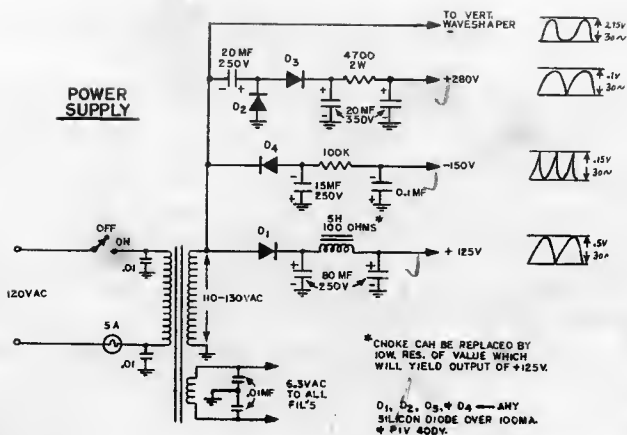 TO VERT.
WAVESHAPER
2.75V
30~
20MF
250V
D3
4700
2W
+280V
.1V
30~
D2
20MF
350V
POWER
SUPPLY
D4
100K
-150V
.15V
30~
15MF
250V
0.1MF
5H
100 OHMS *
OFF
ON
D1
+125V
.5V
30~
.01
120VAC
110-130VAC
80MF
250V
5A
.01
*CHOKE CAN BE REPLACED BY
10W. RES. OF VALUE WHICH
WILL YIELD OUTPUT OF +125V.
.01MF
6.3VAC
TO ALL
FIL'S
D1, D2, D3, & D4 — ANY
SILICON DIODE OVER 100MA.
& PIV 400V.